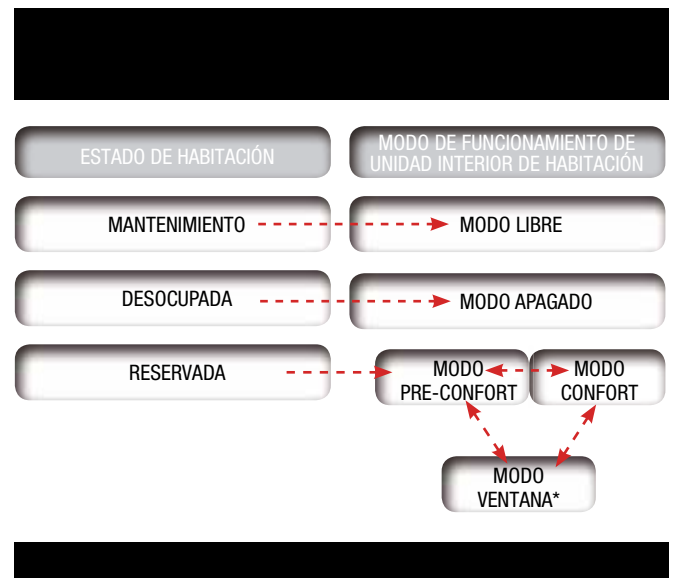 ESTADO DE HABITACIÓN
MODO DE FUNCIONAMIENTO DE
UNIDAD INTERIOR DE HABITACIÓN
MANTENIMIENTO
MODO LIBRE
DESOCUPADA
MODO APAGADO
RESERVADA
MODO
PRE-CONFORT
MODO
CONFORT
MODO
VENTANA*